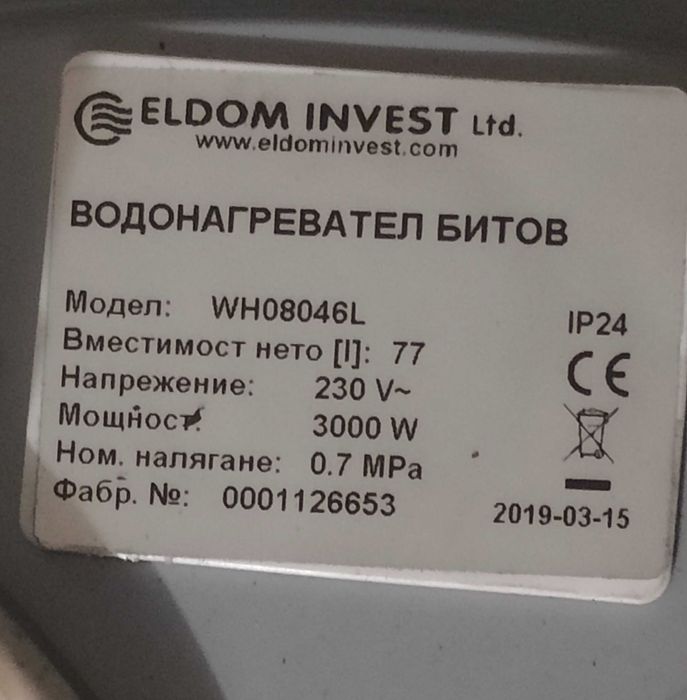 ELDOM INVEST Ltd.
www.eldominvest.com
ВОДОНАГРЕВАТЕЛ БИТОВ
Модел: WH08046L
Вместимост нето [l]: 77
Напрежение: 230 V~
Мощност: 3000 W
Ном. налягане: 0.7 MPa
Фабр. №: 0001126653
IP24
CE
2019-03-15